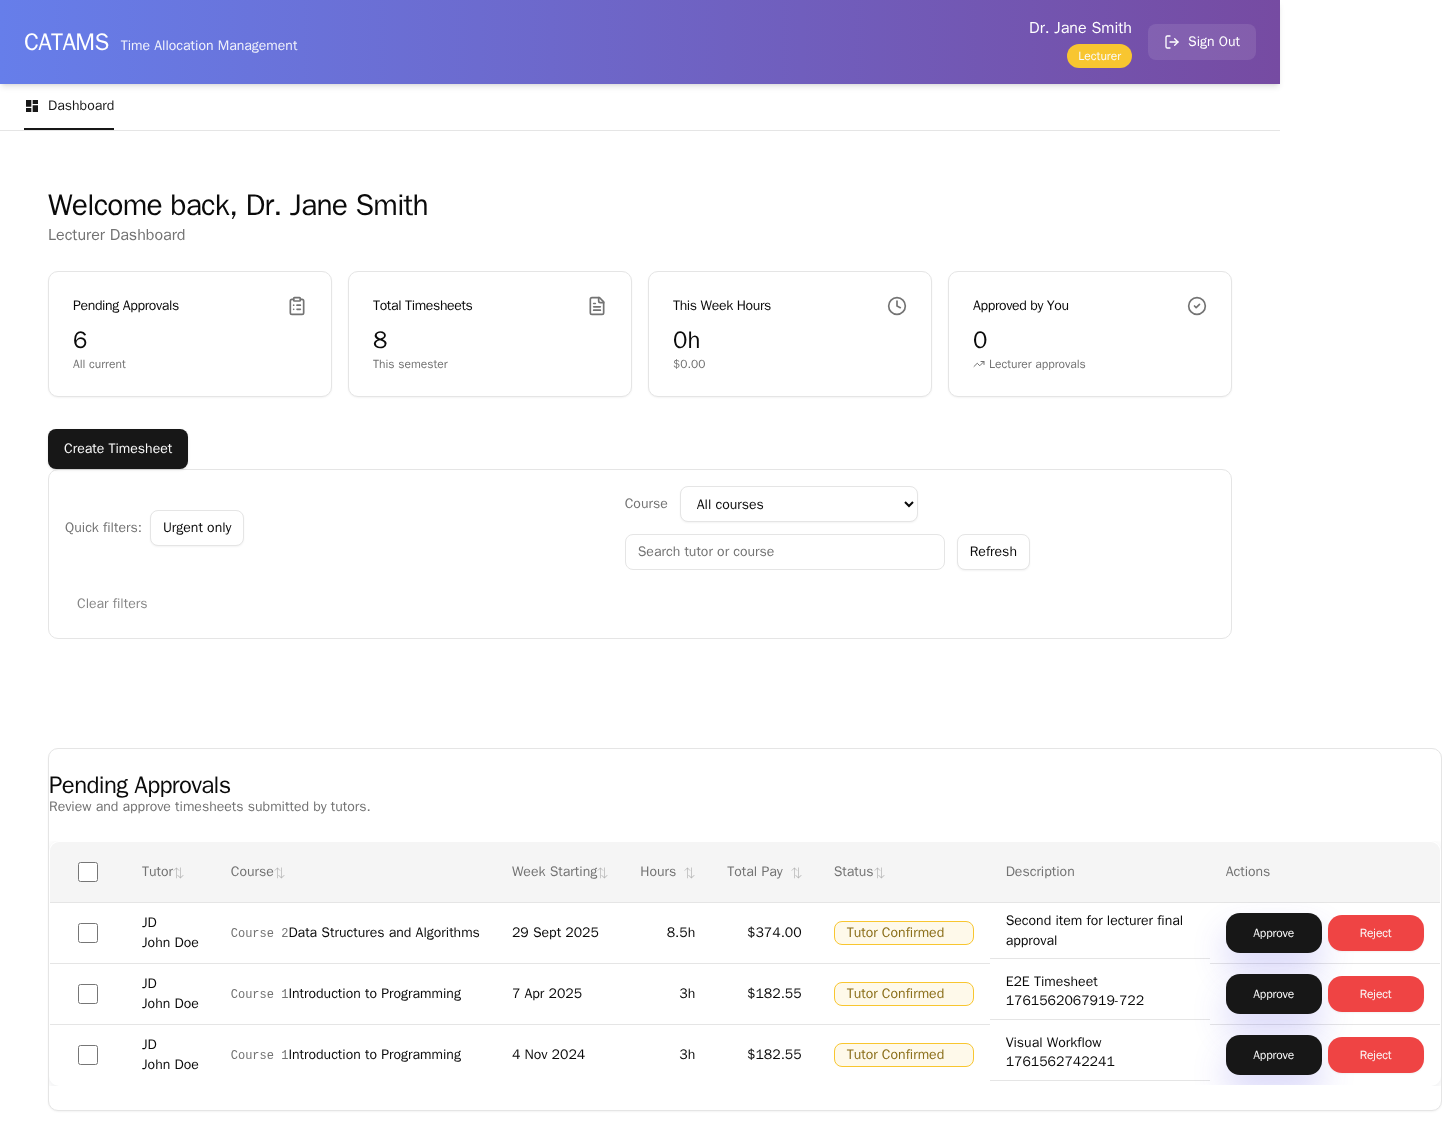 CATAMS Time Allocation Management
Dr. Jane Smith
Lecturer
Sign Out
Dashboard
Welcome back, Dr. Jane Smith
Lecturer Dashboard
Pending Approvals
6
All current
Total Timesheets
8
This semester
This Week Hours
0h
$0.00
Approved by You
0
Lecturer approvals
Create Timesheet
Quick filters: Urgent only
Course All courses
Search tutor or course Refresh
Clear filters
Pending Approvals
Review and approve timesheets submitted by tutors.
Tutor Course Week Starting Hours Total Pay Status Description Actions
JD
John Doe
Course 2 Data Structures and Algorithms
29 Sept 2025
8.5h
$374.00
Tutor Confirmed
Second item for lecturer final
approval
Approve Reject
JD
John Doe
Course 1 Introduction to Programming
7 Apr 2025
3h
$182.55
Tutor Confirmed
E2E Timesheet
1761562067919-722
Approve Reject
JD
John Doe
Course 1 Introduction to Programming
4 Nov 2024
3h
$182.55
Tutor Confirmed
Visual Workflow
1761562742241
Approve Reject